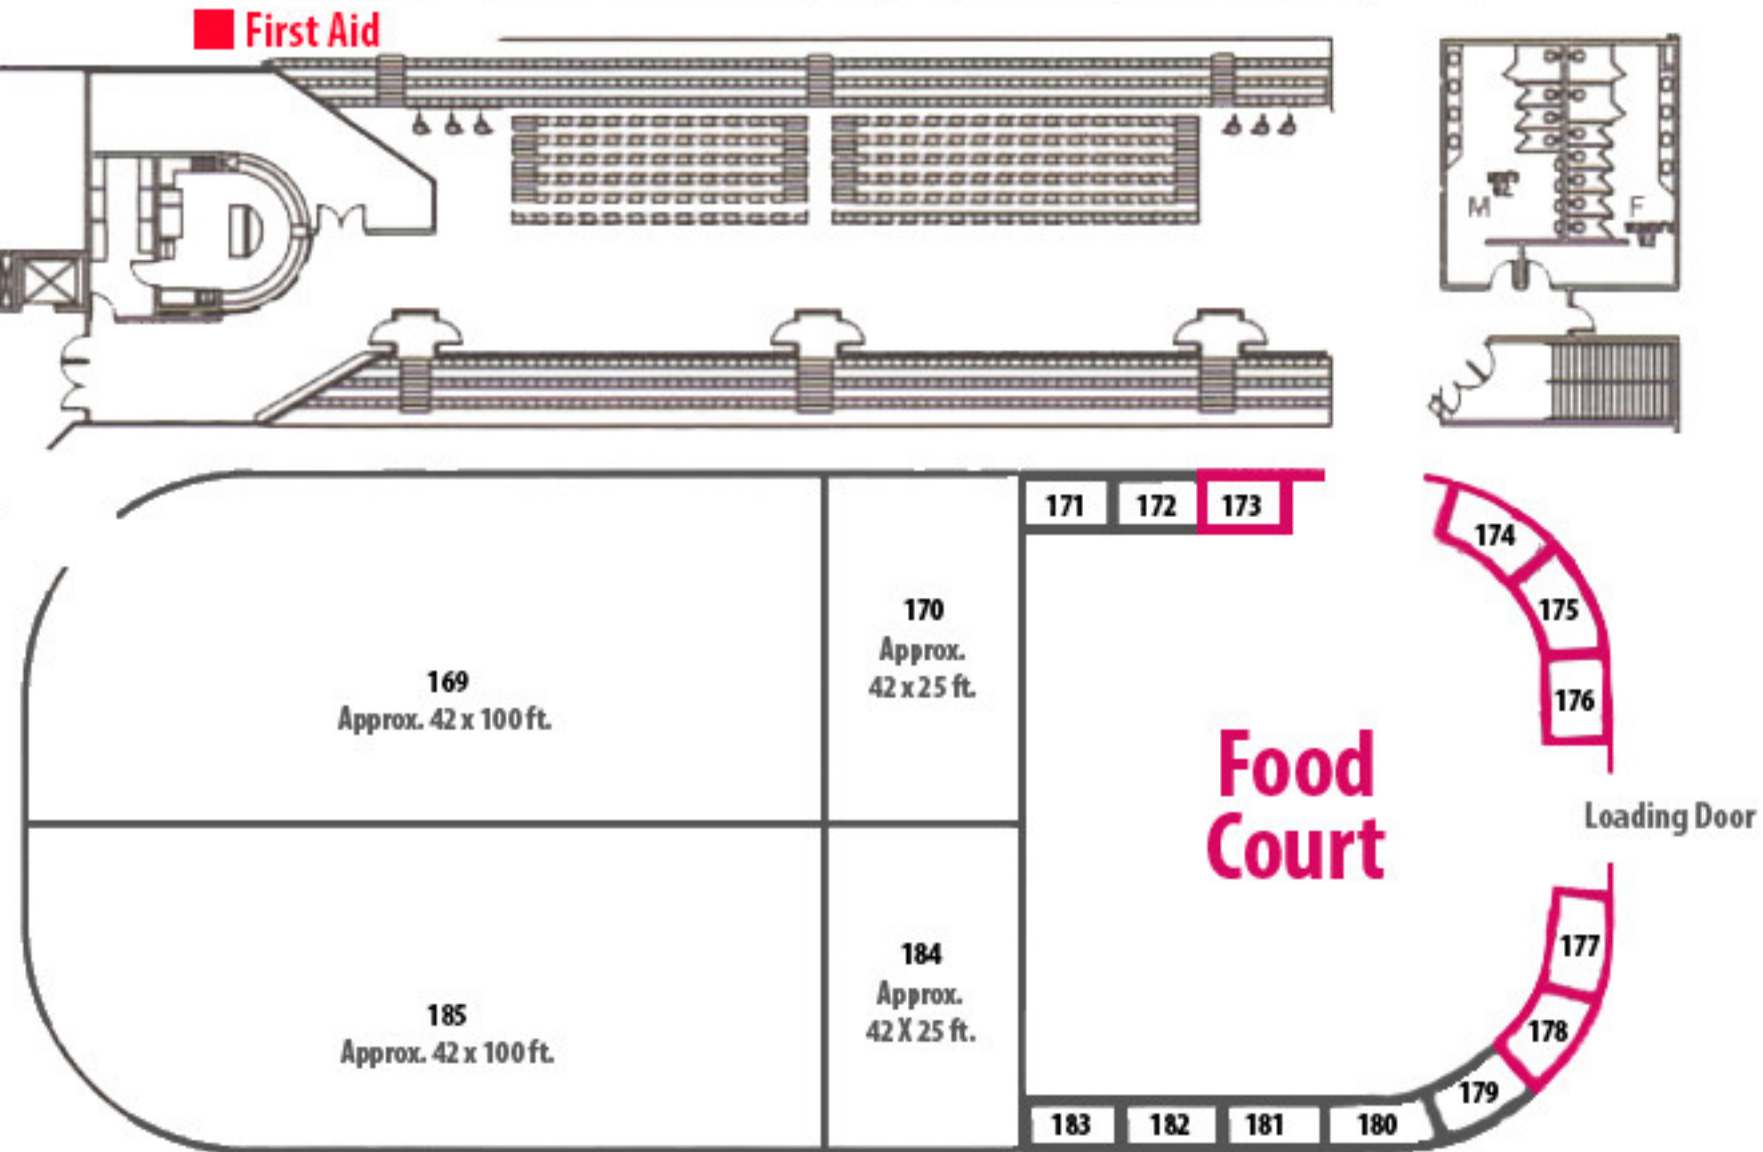 First Aid
M
F
171
172
173
174
175
176
170
Approx.
42 x 25 ft.
169
Approx. 42 x 100 ft.
Food
Court
Loading Door
177
178
179
184
Approx.
42 X 25 ft.
185
Approx. 42 x 100 ft.
183
182
181
180